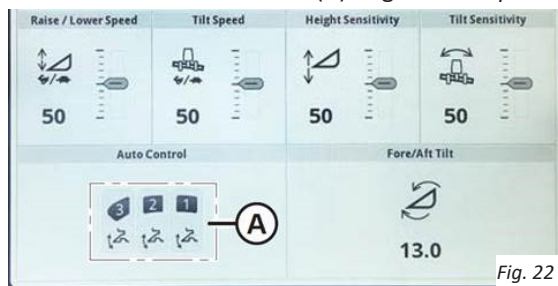 Raise / Lower Speed Tilt Speed Height Sensitivity Tilt Sensitivity
50 50 50 50
Auto Control Fore/Aft Tilt
3 2 1 A
13.0
Fig. 22